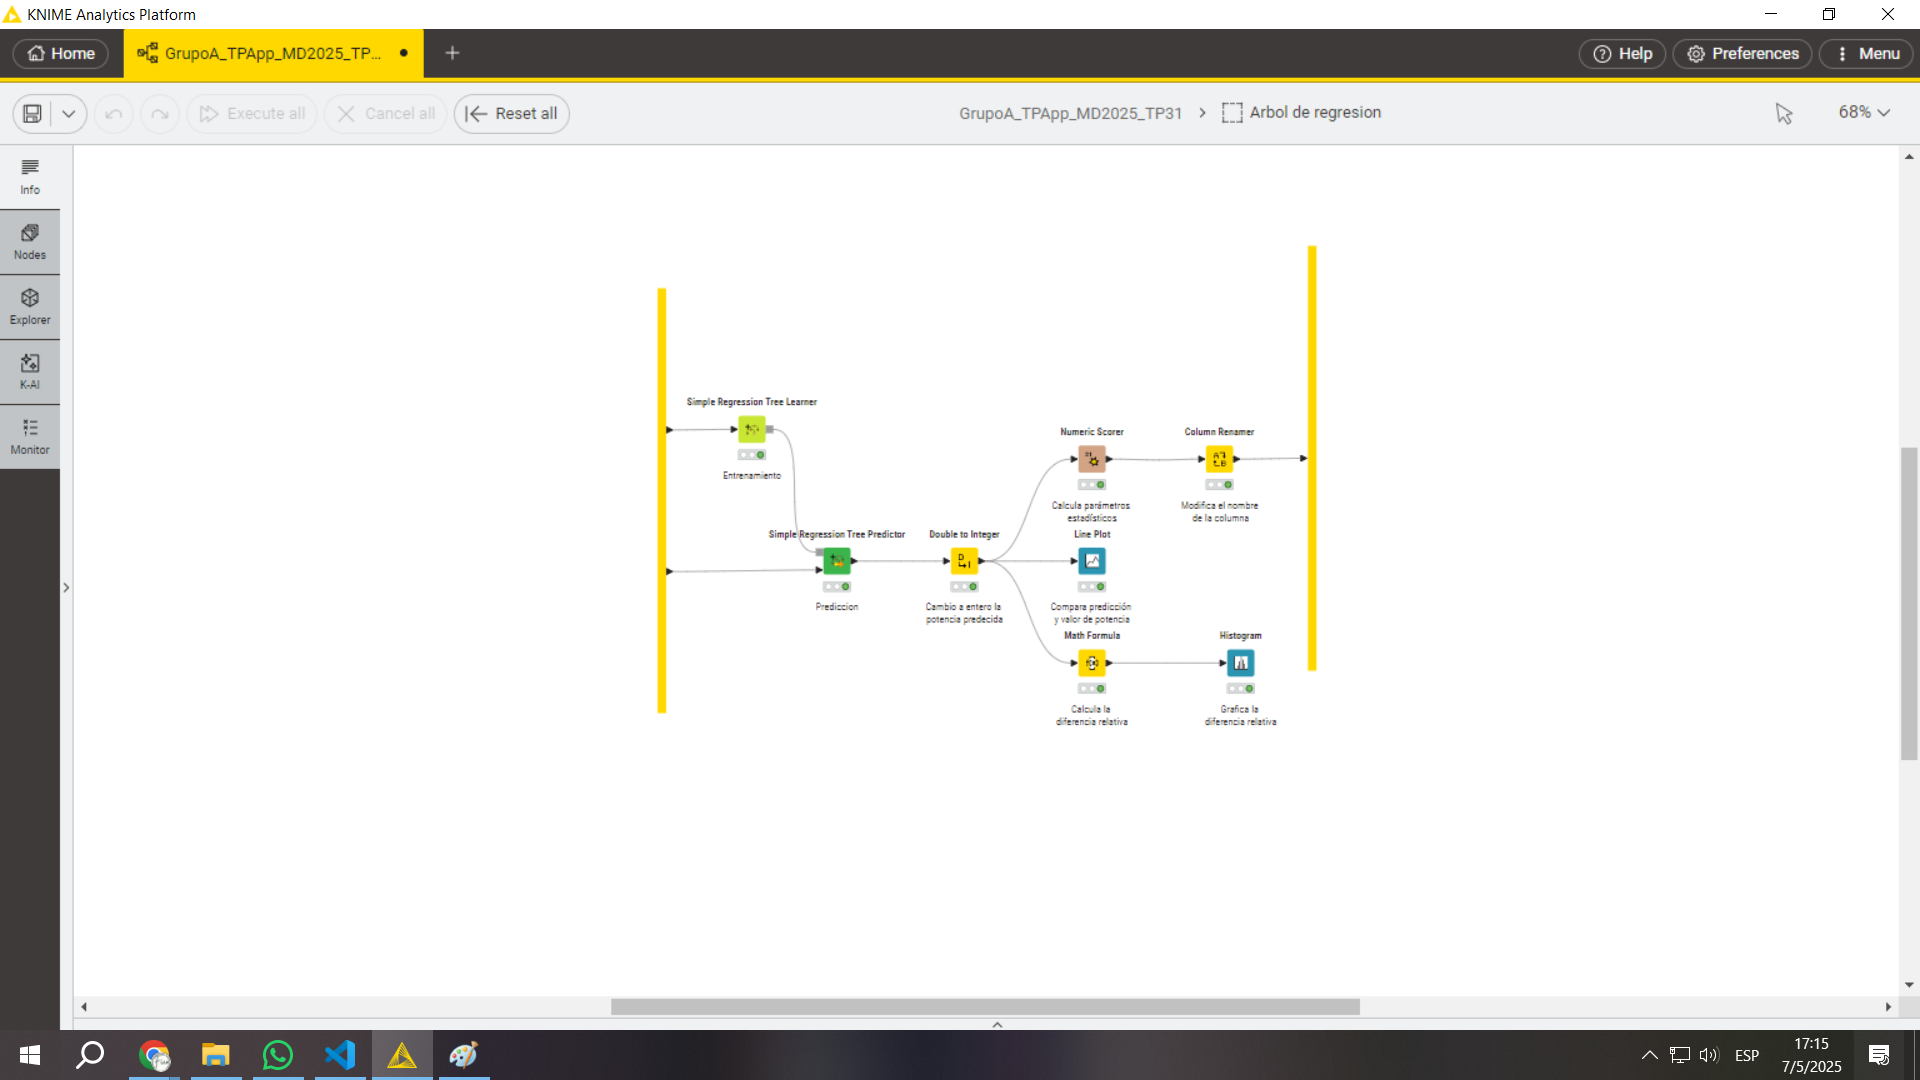 KNIME Analytics Platform
Home
GrupoA_TPApp_MD2025_TP...
Help
Preferences
Menu
Execute all
Cancel all
Reset all
GrupoA_TPApp_MD2025_TP31
Arbol de regresion
68%
Info
Nodes
Explorer
K-AI
Monitor
Simple Regression Tree Learner
Entrenamiento
Simple Regression Tree Predictor
Prediccion
Double to Integer
Cambio a entero la
potencia predecida
Numeric Scorer
Calcula parámetros
estadísticos
Column Renamer
Modifica el nombre
de la columna
Line Plot
Compara predicción
y valor de potencia
Math Formula
Calcula la
diferencia relativa
Histogram
Grafica la
diferencia relativa
ESP
17:15
7/5/2025